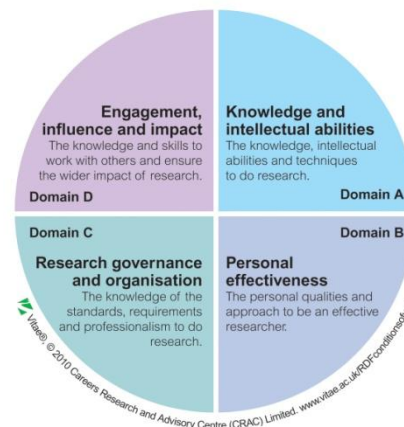 Engagement,
influence and impact
The knowledge and skills to
work with others and ensure
the wider impact of research.
Domain D
Knowledge and
intellectual abilities
The knowledge, intellectual
abilities and techniques
to do research.
Domain A
Domain C
Research governance
and organisation
The knowledge of the
standards, requirements
and professionalism to do
research.
Domain B
Personal
effectiveness
The personal qualities and
approach to be an effective
researcher.
Vitae®, © 2010 Careers Research and Advisory Centre (CRAC) Limited. www.vitae.ac.uk/RDFconditionsof